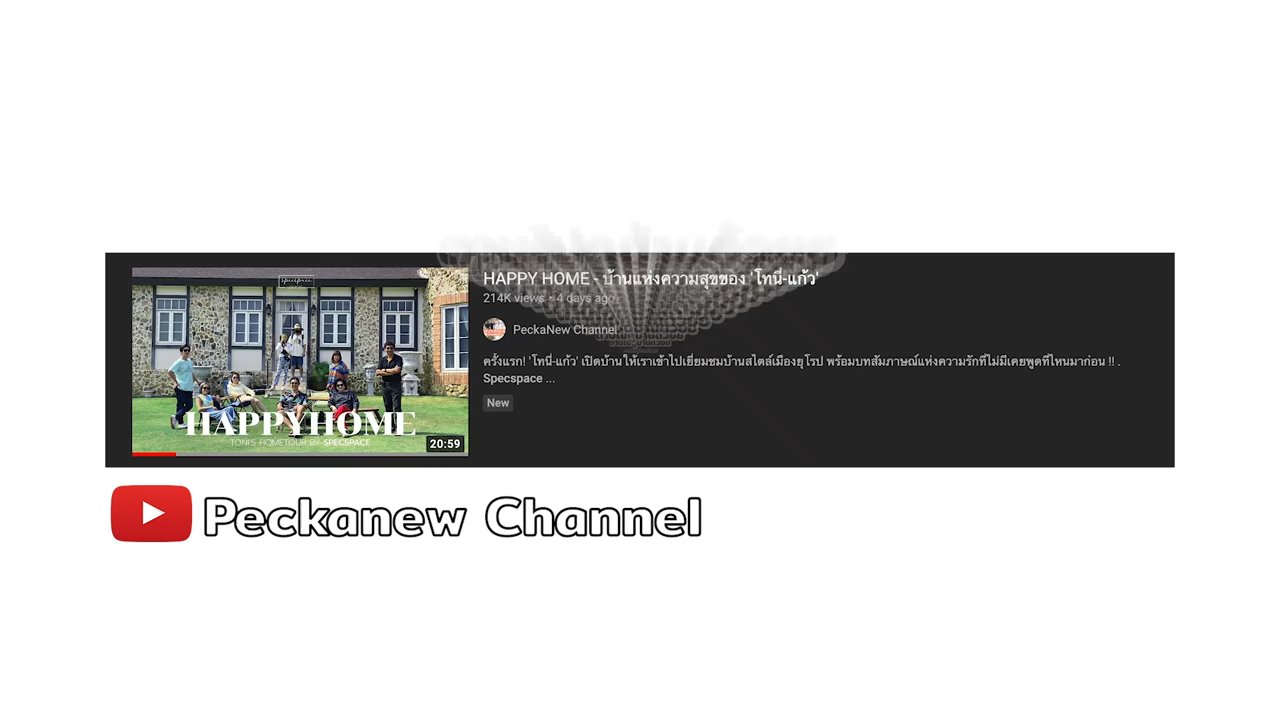 specspace
HAPPYHOME
TONI'S HOMETOUR BY SPECSPACE
20:59
HAPPY HOME - บ้านแห่งความสุขของ 'โทนี่-แก้ว'
214K views • 4 days ago
PeckaNew Channel
ครั้งแรก! 'โทนี่-แก้ว' เปิดบ้านให้เราเข้าไปเยี่ยมชมบ้านสไตล์เมืองยุโรป พร้อมบทสัมภาษณ์แห่งความรักที่ไม่มีเคยพูดที่ไหนมาก่อน !! .
Specspace ...
New
Peckanew Channel